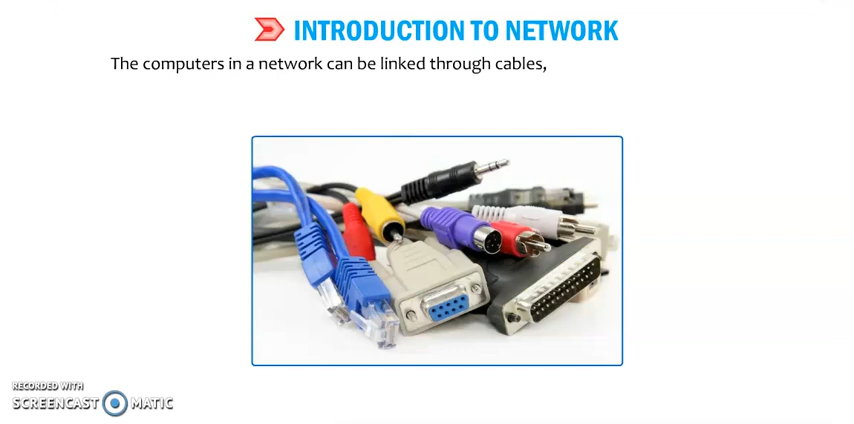 INTRODUCTION TO NETWORK
The computers in a network can be linked through cables,
RECORDED WITH
SCREENCAST MATIC